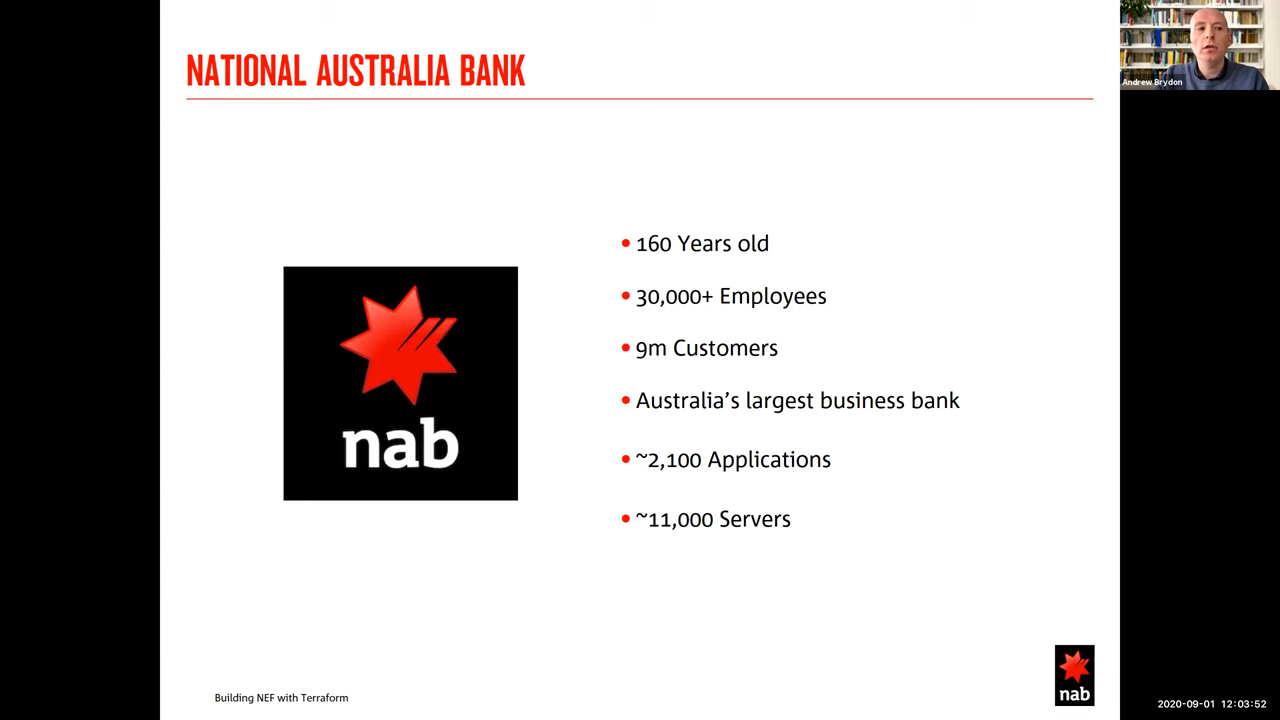 NATIONAL AUSTRALIA BANK
Andrew Brydon
• 160 Years old
• 30,000+ Employees
• 9m Customers
• Australia’s largest business bank
• ~2,100 Applications
• ~11,000 Servers
nab
Building NEF with Terraform
nab
2020-09-01 12:03:52